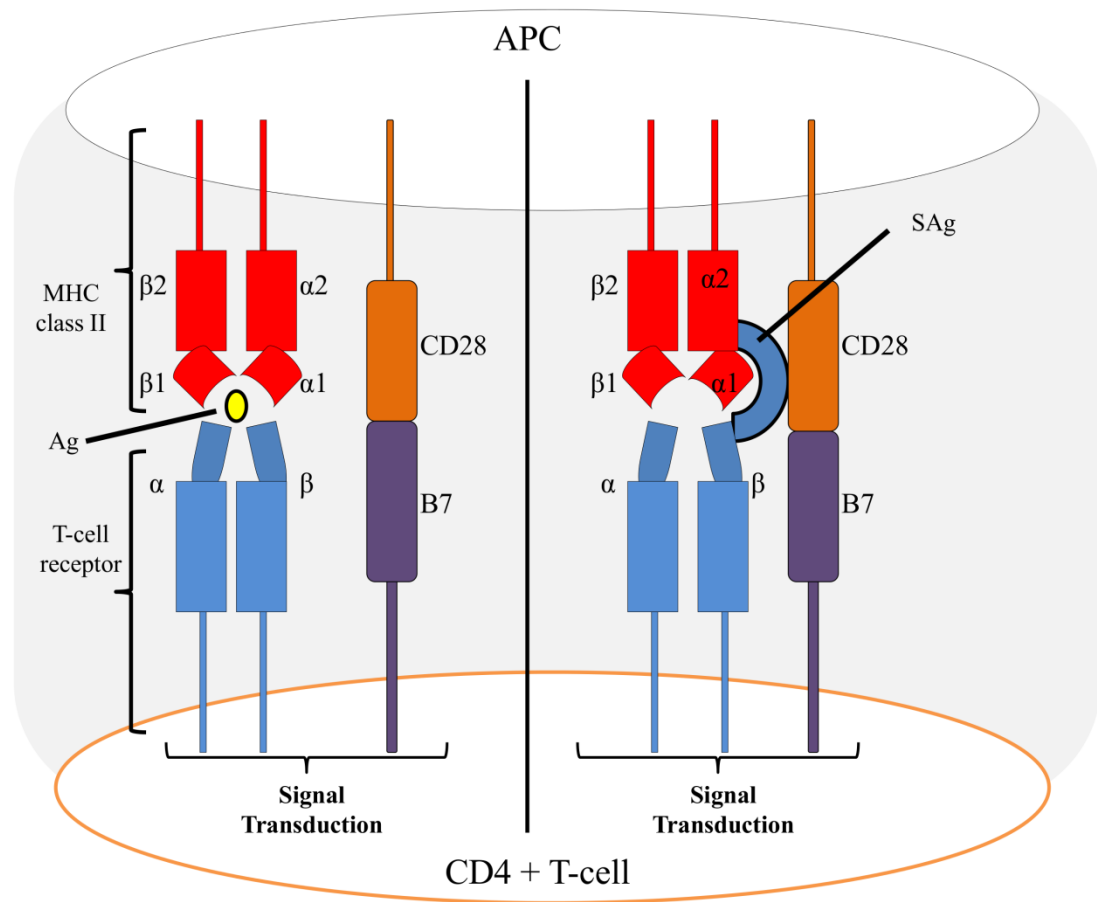 APC
MHC
class II
β2
α2
β1
α1
CD28
Ag
T-cell
receptor
α
β
B7
Signal
Transduction
SAg
β2
α2
β1
α1
CD28
α
β
B7
Signal
Transduction
CD4 + T-cell